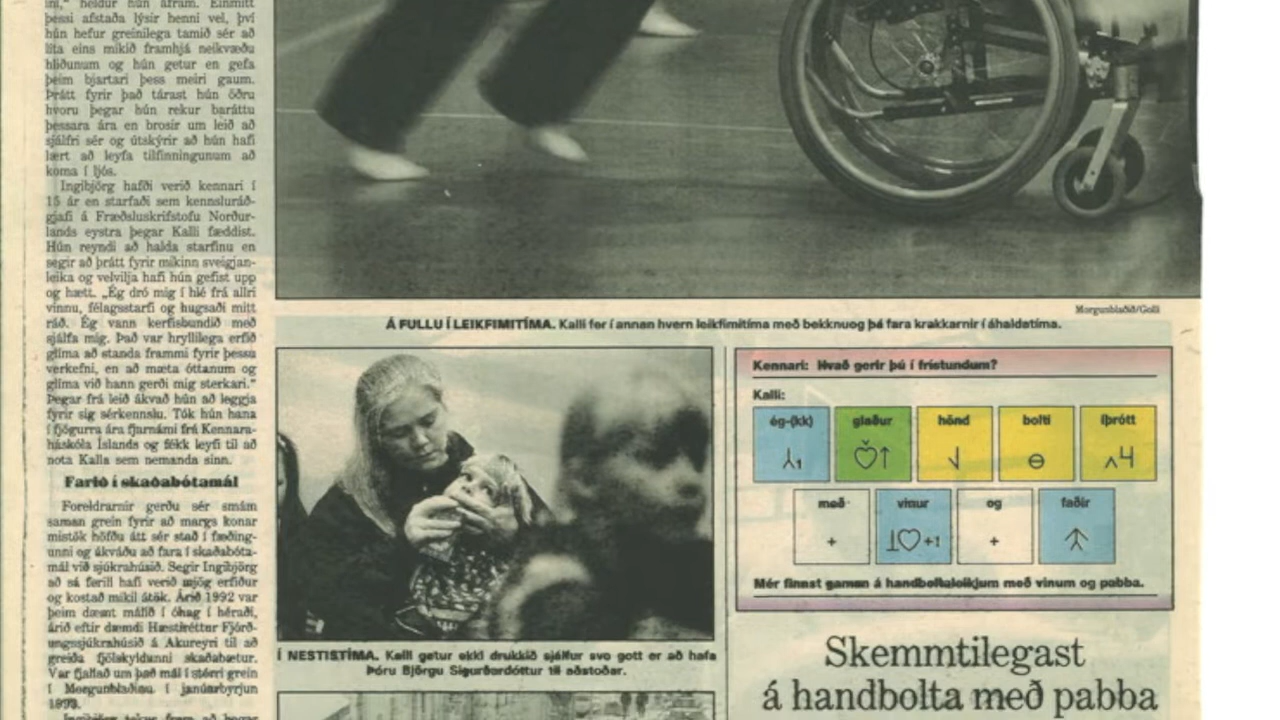 ini,“ heldur hún áfram. Einmitt
þessi afstaða lýsir henni vel, því
hún hefur greinilega tamið sér að
líta eins mikið framhjá neikvæðu
hliðunum og hún getur en gefa
þeim bjartari þess meiri gaum.
Þrátt fyrir það tárast hún öðru
hvoru þegar hún rekur baráttu
þessara ára en brosir um leið að
sjálfri sér og útskýrir að hún hafi
lært að leyfa tilfinningunum að
koma í ljós.
Ingibjörg hafði verið kennari í
15 ár en starfaði sem kennsluráð-
gjafi á Fræðsluskrifstofu Norður-
lands eystra þegar Kalli fæddist.
Hún reyndi að halda starfinu en
segir að þrátt fyrir mikinn sveigjan-
leika og velvilja hafi hún gefist upp
og hætt. „Ég dró mig í hlé frá allri
vinnu, félagsstarfi og hugsaði mitt
ráð. Ég vann kerfisbundið með
sjálfa mig. Það var hryllilega erfið
glíma að standa frammi fyrir þessu
verkefni, en að mæta óttanum og
glíma við hann gerði mig sterkari.“
Þegar frá leið ákvað hún að leggja
fyrir sig sérkennslu. Tók hún hana
í fjögurra ára fjarnámi frá Kennara-
háskóla Íslands og fékk leyfi til að
nota Kalla sem nemanda sinn.
Farið í skaðabótamál
Foreldrarnir gerðu sér smám
saman grein fyrir að margs konar
mistök höfðu átt sér stað í fæðing-
unni og ákváðu að fara í skaðabóta-
mál við sjúkrahúsið. Segir Ingibjörg
að sá ferill hafi verið mjög erfiður
og kostað mikil átök. Árið 1992 var
þeim dæmt málið í óhag í héraði,
árið eftir dæmdi Hæstiréttur Fjórð-
ungssjúkrahúsið á Akureyri til að
greiða fjölskyldunni skaðabætur.
Var fjallað um það mál í stórri grein
í Morgunblaðinu í janúarbyrjun
1993.
Morgunblaðið/Golli
Á FULLU Í LEIKFIMITÍMA. Kalli fer í annan hvern leikfimitíma með bekknuog þá fara krakkarnir í áhaldatíma.
Í NESTISTÍMA. Kalli getur ekki drukkið sjálfur svo gott er að hafa
Þóru Björgu Sigurðardóttur til aðstoðar.
Kennari: Hvað gerir þú í frístundum?
Kalli:
ég-(kk) glaður hönd bolti íþrótt
með vinur og faðir
Mér finnst gaman á handboltaleikjum með vinum og pabba.
Skemmtilegast
á handbolta með pabba